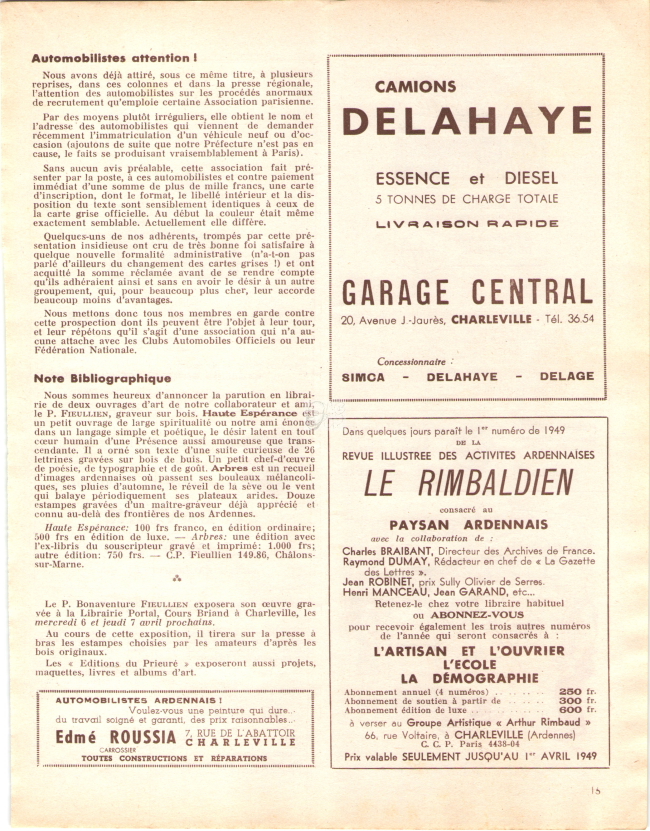 Automobilistes attention !
Nous avons déjà attiré, sous ce même titre, à plusieurs
reprises, dans ces colonnes et dans la presse régionale,
l'attention des automobilistes sur les procédés anormaux
de recrutement qu'emploie certaine Association parisienne.
Par des moyens plutôt irréguliers, elle obtient le nom et
l'adresse des automobilistes qui viennent de demander
récemment l'immatriculation d'un véhicule neuf ou d'oc-
casion (ajoutons de suite que notre Préfecture n'est pas en
cause, le faits se produisant vraisemblablement à Paris).
Sans aucun avis préalable, cette association fait pré-
senter par la poste, à ces automobilistes et contre paiement
immédiat d'une somme de plus de mille francs, une carte
d'inscription, dont le format, le libellé intérieur et la dis-
position du texte sont sensiblement identiques à ceux de
la carte grise officielle. Au début la couleur était même
exactement semblable. Actuellement elle diffère.
Quelques-uns de nos adhérents, trompés par cette pré-
sentation insidieuse ont cru de très bonne foi satisfaire à
quelque nouvelle formalité administrative (n'a-t-on pas
parlé d'ailleurs du changement des cartes grises !) et ont
acquitté la somme réclamée avant de se rendre compte
qu'ils adhéraient ainsi et sans en avoir le désir à un autre
groupement, qui, pour beaucoup plus cher, leur accorde
beaucoup moins d'avantages.
Nous mettons donc tous nos membres en garde contre
cette prospection dont ils peuvent être l'objet à leur tour,
et leur répétons qu'il s'agit d'une association qui n'a au-
cune attache avec les Clubs Automobiles Officiels ou leur
Fédération Nationale.
Note Bibliographique
Nous sommes heureux d'annoncer la parution en librai-
rie de deux ouvrages d'art de notre collaborateur et ami,
le P. FIEULLIEN, graveur sur bois. Haute Espérance est
un petit ouvrage de large spiritualité ou notre ami énonce
dans un langage simple et poétique, le désir latent en tout
cœur humain d'une Présence aussi amoureuse que trans-
cendante. Il a orné son texte d'une suite curieuse de 26
lettrines gravées sur bois de buis. Un petit chef-d'œuvre
de poésie, de typographie et de goût. Arbres est un recueil
d'images ardennaises où passent ses bouleaux mélanco-
liques, ses pluies d'automne, le réveil de la sève ou le vent
qui balaye périodiquement ses plateaux arides. Douze
estampes gravées d'un maître-graveur déjà apprécié et
connu au-delà des frontières de nos Ardennes.
Haute Espérance: 100 frs franco, en édition ordinaire;
500 frs en édition de luxe. — Arbres: une édition avec
l'ex-libris du souscripteur gravé et imprimé: 1.000 frs;
autre édition: 750 frs. — C.P. Fieullien 149.86, Châlons-
sur-Marne.
Le P. Bonaventure FIEULLIEN exposera son œuvre gra-
vée à la Librairie Portal, Cours Briand à Charleville, les
mercredi 6 et jeudi 7 avril prochains.
Au cours de cette exposition, il tirera sur la presse à
bras les estampes choisies par les amateurs d'après les
bois originaux.
Les « Editions du Prieuré » exposeront aussi projets,
maquettes, livres et albums d'art.
AUTOMOBILISTES ARDENNAIS !
Voulez-vous une peinture qui dure...
du travail soigné et garanti, des prix raisonnables...
Edmé ROUSSIA 7, RUE DE L'ABATTOIR
CARROSSIER CHARLEVILLE
TOUTES CONSTRUCTIONS ET RÉPARATIONS
CAMIONS
DELAHAYE
ESSENCE et DIESEL
5 TONNES DE CHARGE TOTALE
LIVRAISON RAPIDE
GARAGE CENTRAL
20, Avenue J.-Jaurès, CHARLEVILLE - Tél. 36.54
Concessionnaire :
SIMCA - DELAHAYE - DELAGE
Dans quelques jours paraît le 1er numéro de 1949
DE LA
REVUE ILLUSTREE DES ACTIVITES ARDENNAISES
LE RIMBALDIEN
consacré au
PAYSAN ARDENNAIS
avec la collaboration de :
Charles BRAIBANT, Directeur des Archives de France.
Raymond DUMAY, Rédacteur en chef de « La Gazette
des Lettres ».
Jean ROBINET, prix Sully Olivier de Serres.
Henri MANCEAU, Jean GARAND, etc...
Retenez-le chez votre libraire habituel
ou ABONNEZ-VOUS
pour recevoir également les trois autres numéros
de l'année qui seront consacrés à :
L'ARTISAN ET L'OUVRIER
L'ECOLE
LA DÉMOGRAPHIE
Abonnement annuel (4 numéros) ........ 250 fr.
Abonnement de soutien à partir de ..... 300 fr.
Abonnement édition de luxe ........... 600 fr.
à verser au Groupe Artistique « Arthur Rimbaud »
66, rue Voltaire, à CHARLEVILLE (Ardennes)
C. C. P. Paris 4438-04
Prix valable SEULEMENT JUSQU'AU 1er AVRIL 1949
15